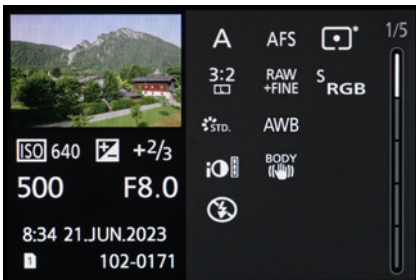 A AFS * 1/5
3:2 RAW +FINE sRGB
STD. AWB
ISO 640 +2/3
i BODY
500 F8.0
8:34 21.JUN.2023
1 102-0171